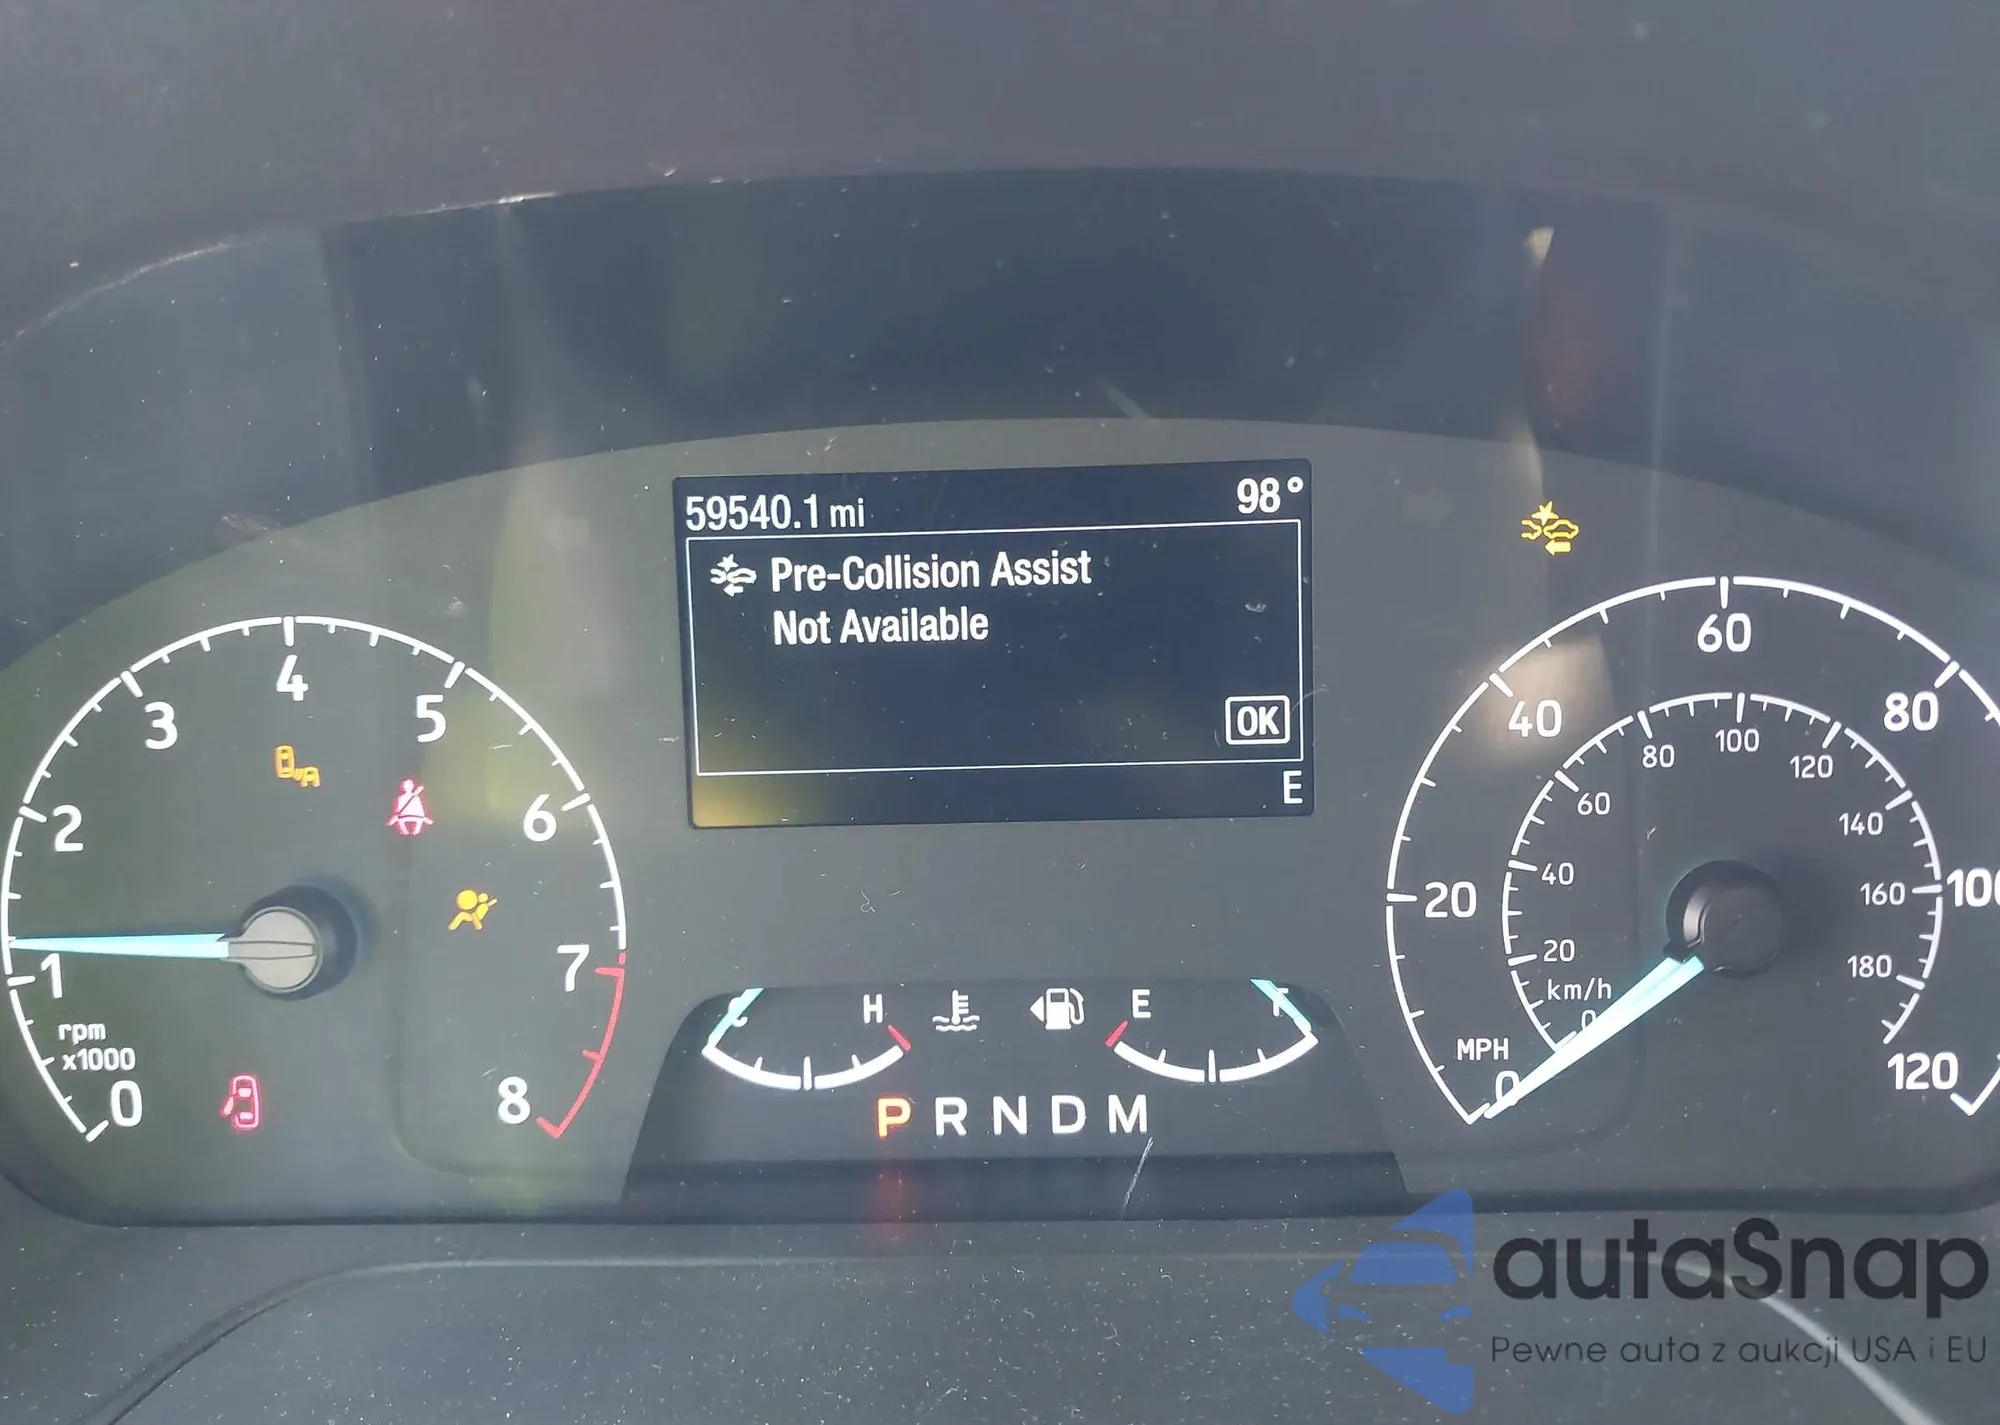 59540.1 mi 98°
Pre-Collision Assist
Not Available
OK
E
0 1 2 3 4 5 6 7 8
rpm
x1000
H
E
P R N D M
0 20 40 60 80 100 120
MPH
0 20 40 60 80 100 120 140 160 180
km/h
autaSnap
Pewne auta z aukcji USA i EU